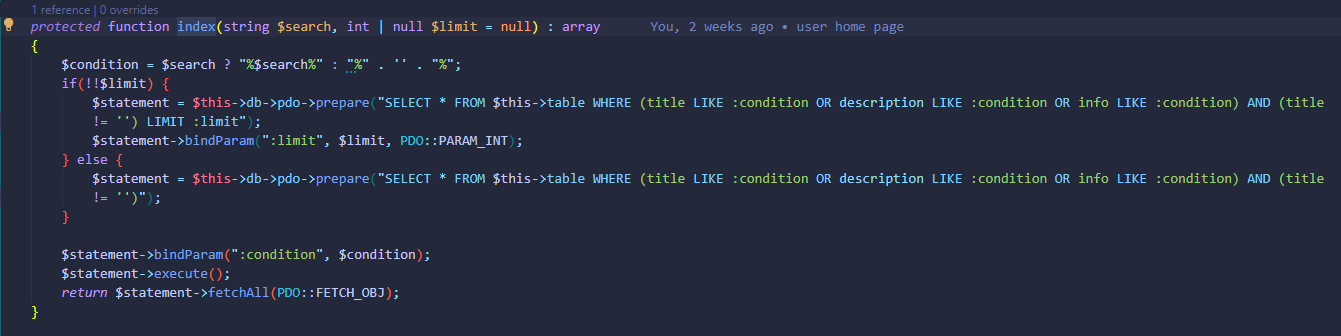 1 reference | 0 overrides
protected function index(string $search, int | null $limit = null) : array You, 2 weeks ago • user home page
{
$condition = $search ? "%$search%" : "%" . '' . "%";
if(!!$limit) {
$statement = $this->db->pdo->prepare("SELECT * FROM $this->table WHERE (title LIKE :condition OR description LIKE :condition OR info LIKE :condition) AND (title
!= '') LIMIT :limit");
$statement->bindParam(":limit", $limit, PDO::PARAM_INT);
} else {
$statement = $this->db->pdo->prepare("SELECT * FROM $this->table WHERE (title LIKE :condition OR description LIKE :condition OR info LIKE :condition) AND (title
!= '')");
}
$statement->bindParam(":condition", $condition);
$statement->execute();
return $statement->fetchAll(PDO::FETCH_OBJ);
}